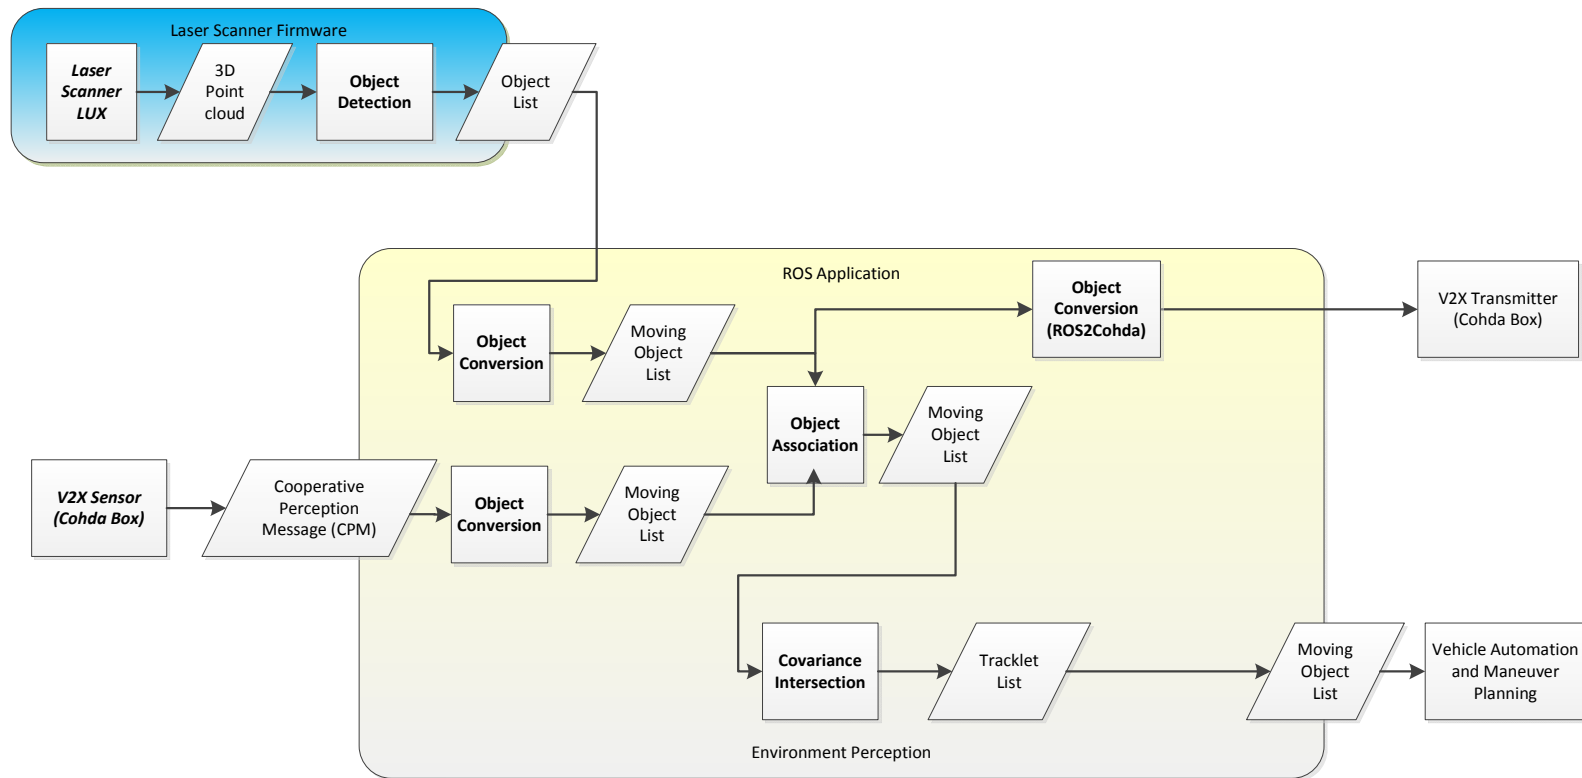 Laser Scanner Firmware
Laser
Scanner
LUX
3D
Point
cloud
Object
Detection
Object
List
ROS Application
Object
Conversion
Moving
Object
List
Object
Conversion
(ROS2Cohda)
V2X Transmitter
(Cohda Box)
Object
Association
Moving
Object
List
V2X Sensor
(Cohda Box)
Cooperative
Perception
Message (CPM)
Object
Conversion
Moving
Object
List
Covariance
Intersection
Tracklet
List
Moving
Object
List
Vehicle Automation
and Maneuver
Planning
Environment Perception